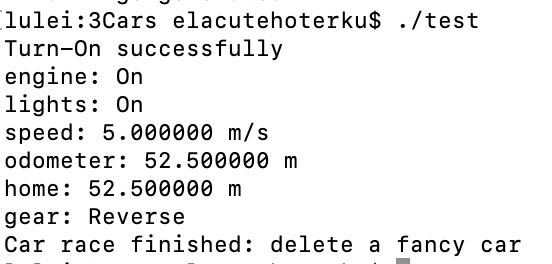 lulei:3Cars elacutehoterku$ ./test
Turn-On successfully
engine: On
lights: On
speed: 5.000000 m/s
odometer: 52.500000 m
home: 52.500000 m
gear: Reverse
Car race finished: delete a fancy car